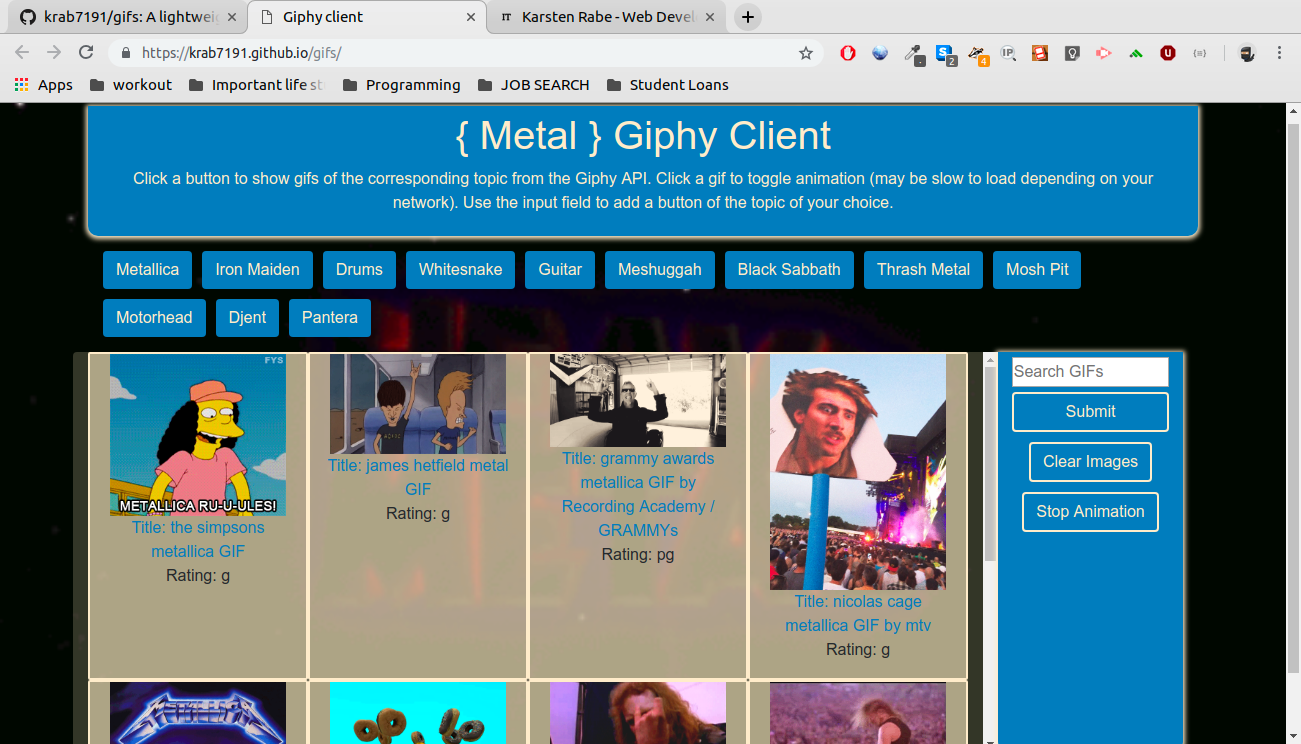 krab7191/gifs: A lightwei
Giphy client
Karsten Rabe - Web Devel
https://krab7191.github.io/gifs/
2
4
IP
Apps
workout
Important life st
Programming
JOB SEARCH
Student Loans
{ Metal } Giphy Client
Click a button to show gifs of the corresponding topic from the Giphy API. Click a gif to toggle animation (may be slow to load depending on your
network). Use the input field to add a button of the topic of your choice.
Metallica
Iron Maiden
Drums
Whitesnake
Guitar
Meshuggah
Black Sabbath
Thrash Metal
Mosh Pit
Motorhead
Djent
Pantera
FYS
METALLICA RU-U-ULES!
Title: the simpsons
metallica GIF
Rating: g
Title: james hetfield metal
GIF
Rating: g
Title: grammy awards
metallica GIF by
Recording Academy /
GRAMMYs
Rating: pg
Title: nicolas cage
metallica GIF by mtv
Rating: g
Search GIFs
Submit
Clear Images
Stop Animation
METALLICA